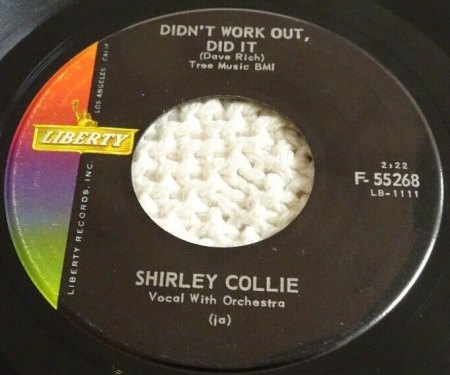 DIDN'T WORK OUT,
DID IT
(Dave Rich)
Tree Music BMI
LIBERTY
LIBERTY RECORDS, INC.
LOS ANGELES CALIF.
2:22
F-55268
LB-1111
SHIRLEY COLLIE
Vocal With Orchestra
(ja)